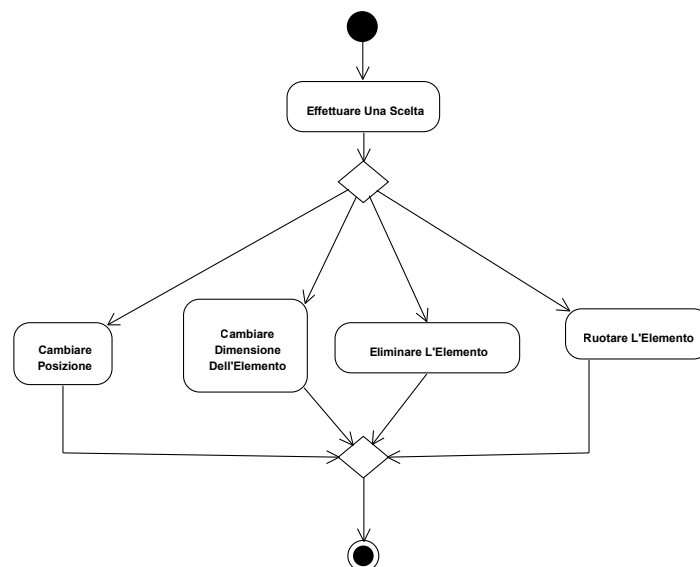 Effettuare Una Scelta
Cambiare
Posizione
Cambiare
Dimensione
Dell'Elemento
Eliminare L'Elemento
Ruotare L'Elemento